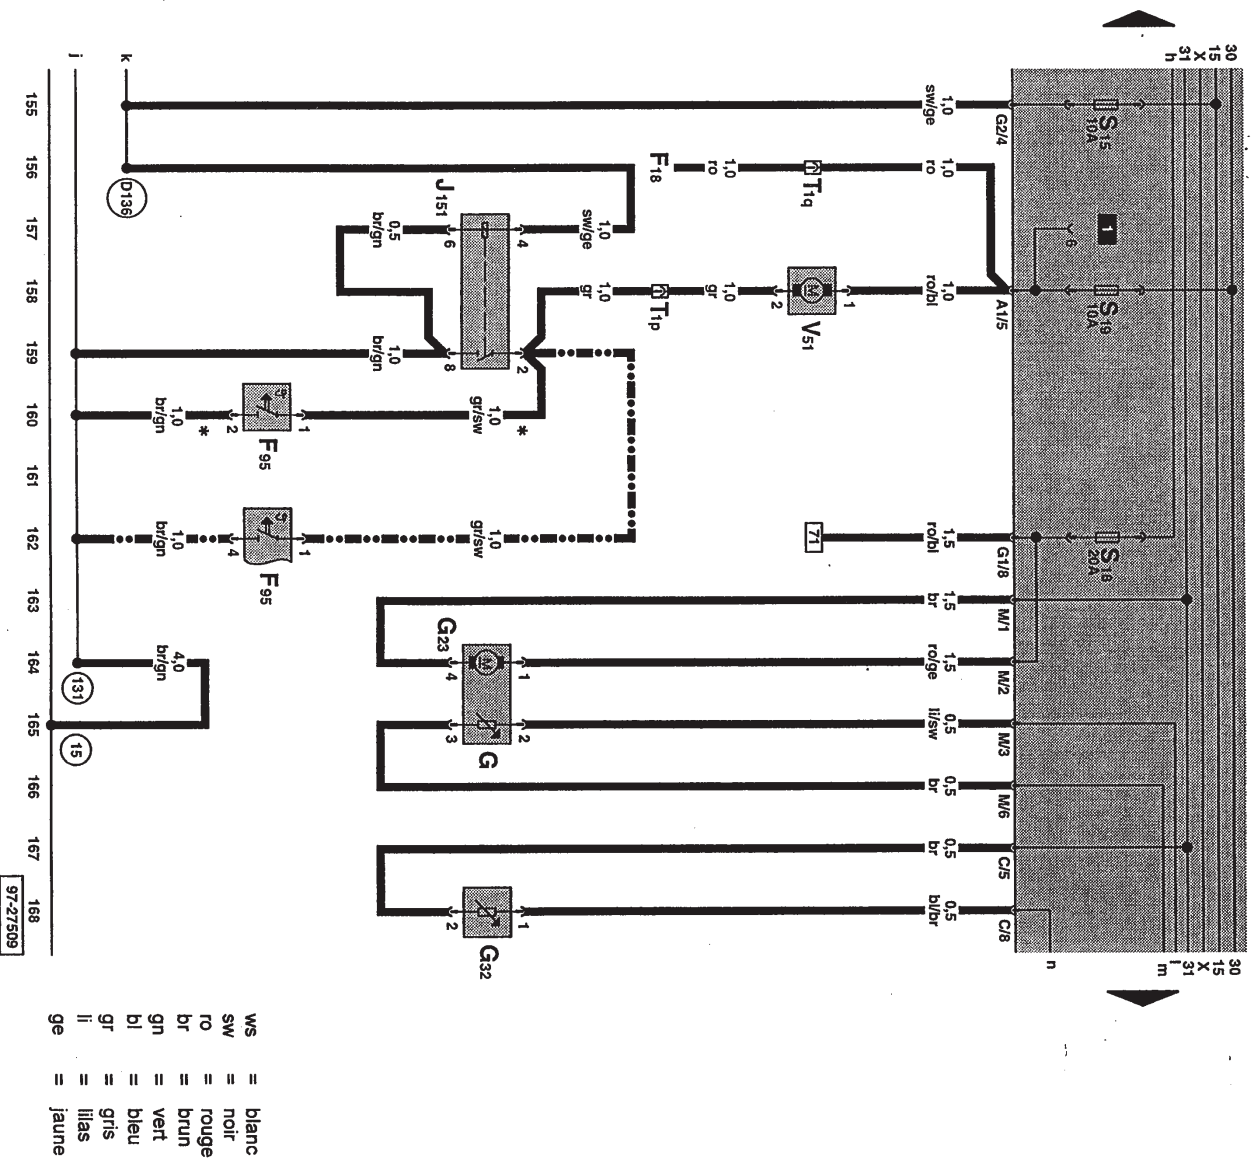 30
15
X
31
h
S15
10A
1
6
S19
10A
S18
20A
G2/4
A1/5
G1/8
M/1
M/2
M/3
M/6
C/5
C/8
30
15
X
31
l
m
n
1,0
sw/ge
1,0
ro
1,0
ro/bl
1,5
ro/bl
1,5
br
1,5
ro/ge
0,5
li/sw
0,5
br
0,5
br
0,5
bl/br
T1q
1,0
ro
F18
V51
1
2
M
71
1,0
gr
T1p
1,0
gr
1,0
sw/ge
4
2
6
8
J151
0,5
br/gn
1,0
br/gn
1,0
gr/sw
*
1,0
gr/sw
1
2
F95
1
4
F95
*
1,0
br/gn
1,0
br/gn
G23
M
1
4
2
3
G
1
2
G32
4,0
br/gn
k
j
D136
131
15
155
156
157
158
159
160
161
162
163
164
165
166
167
168
97-27509
ws = blanc
sw = noir
ro = rouge
br = brun
gn = vert
bl = bleu
gr = gris
li = lilas
ge = jaune